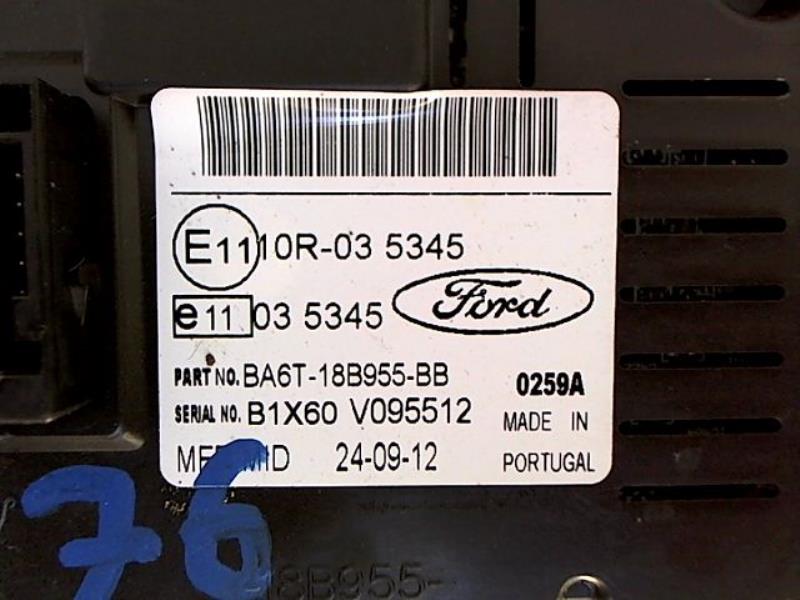 E11 10R-03 5345
e11 03 5345 Ford
PART NO. BA6T-18B955-BB 0259A
SERIAL NO. B1X60 V095512 MADE IN
24-09-12 PORTUGAL
76
18B955-